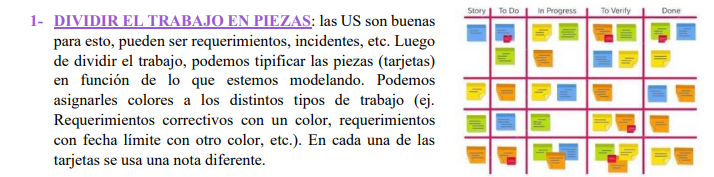 1- DIVIDIR EL TRABAJO EN PIEZAS: las US son buenas
para esto, pueden ser requerimientos, incidentes, etc. Luego
de dividir el trabajo, podemos tipificar las piezas (tarjetas)
en función de lo que estemos modelando. Podemos
asignarles colores a los distintos tipos de trabajo (ej.
Requerimientos correctivos con un color, requerimientos
con fecha límite con otro color, etc.). En cada una de las
tarjetas se usa una nota diferente.
Story To Do In Progress To Verify Done